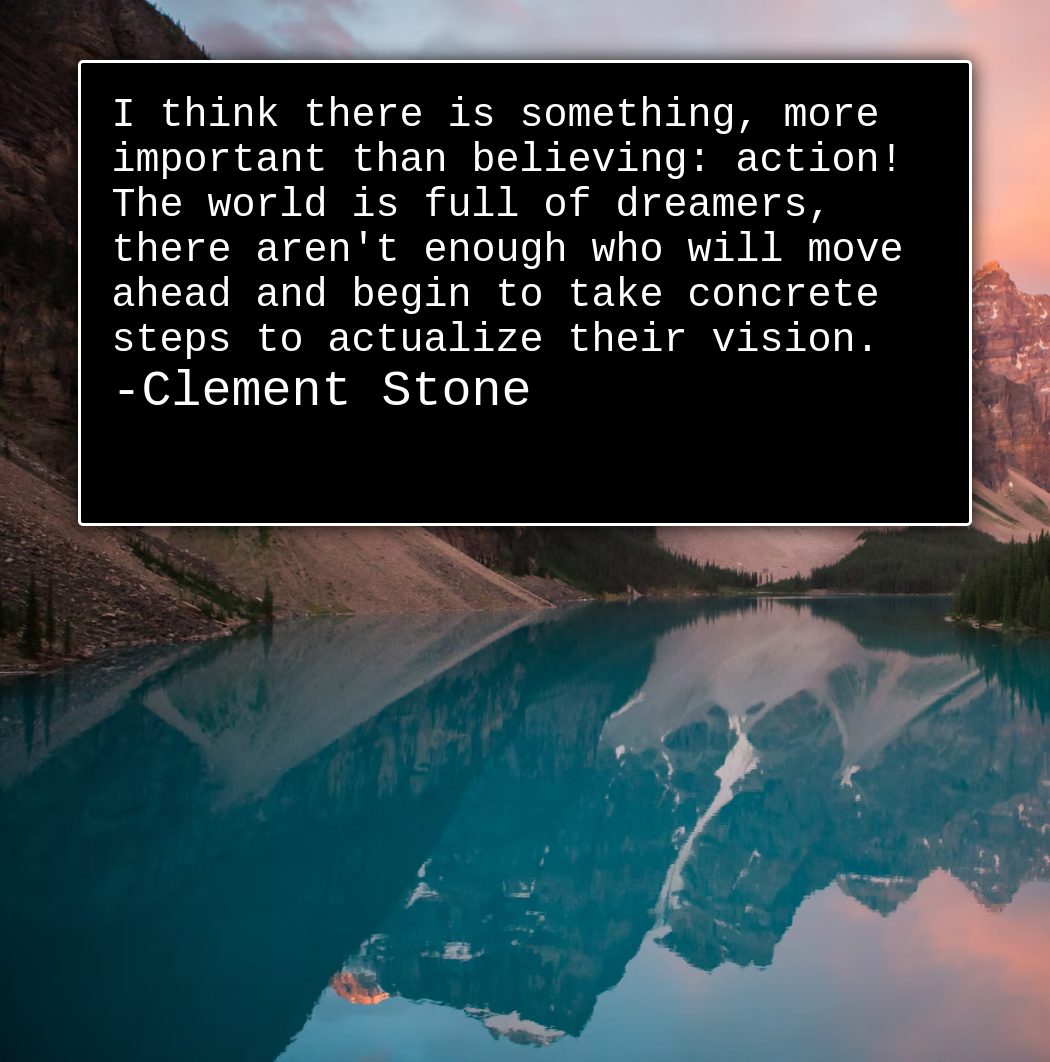 I think there is something, more
important than believing: action!
The world is full of dreamers,
there aren't enough who will move
ahead and begin to take concrete
steps to actualize their vision.
-Clement Stone